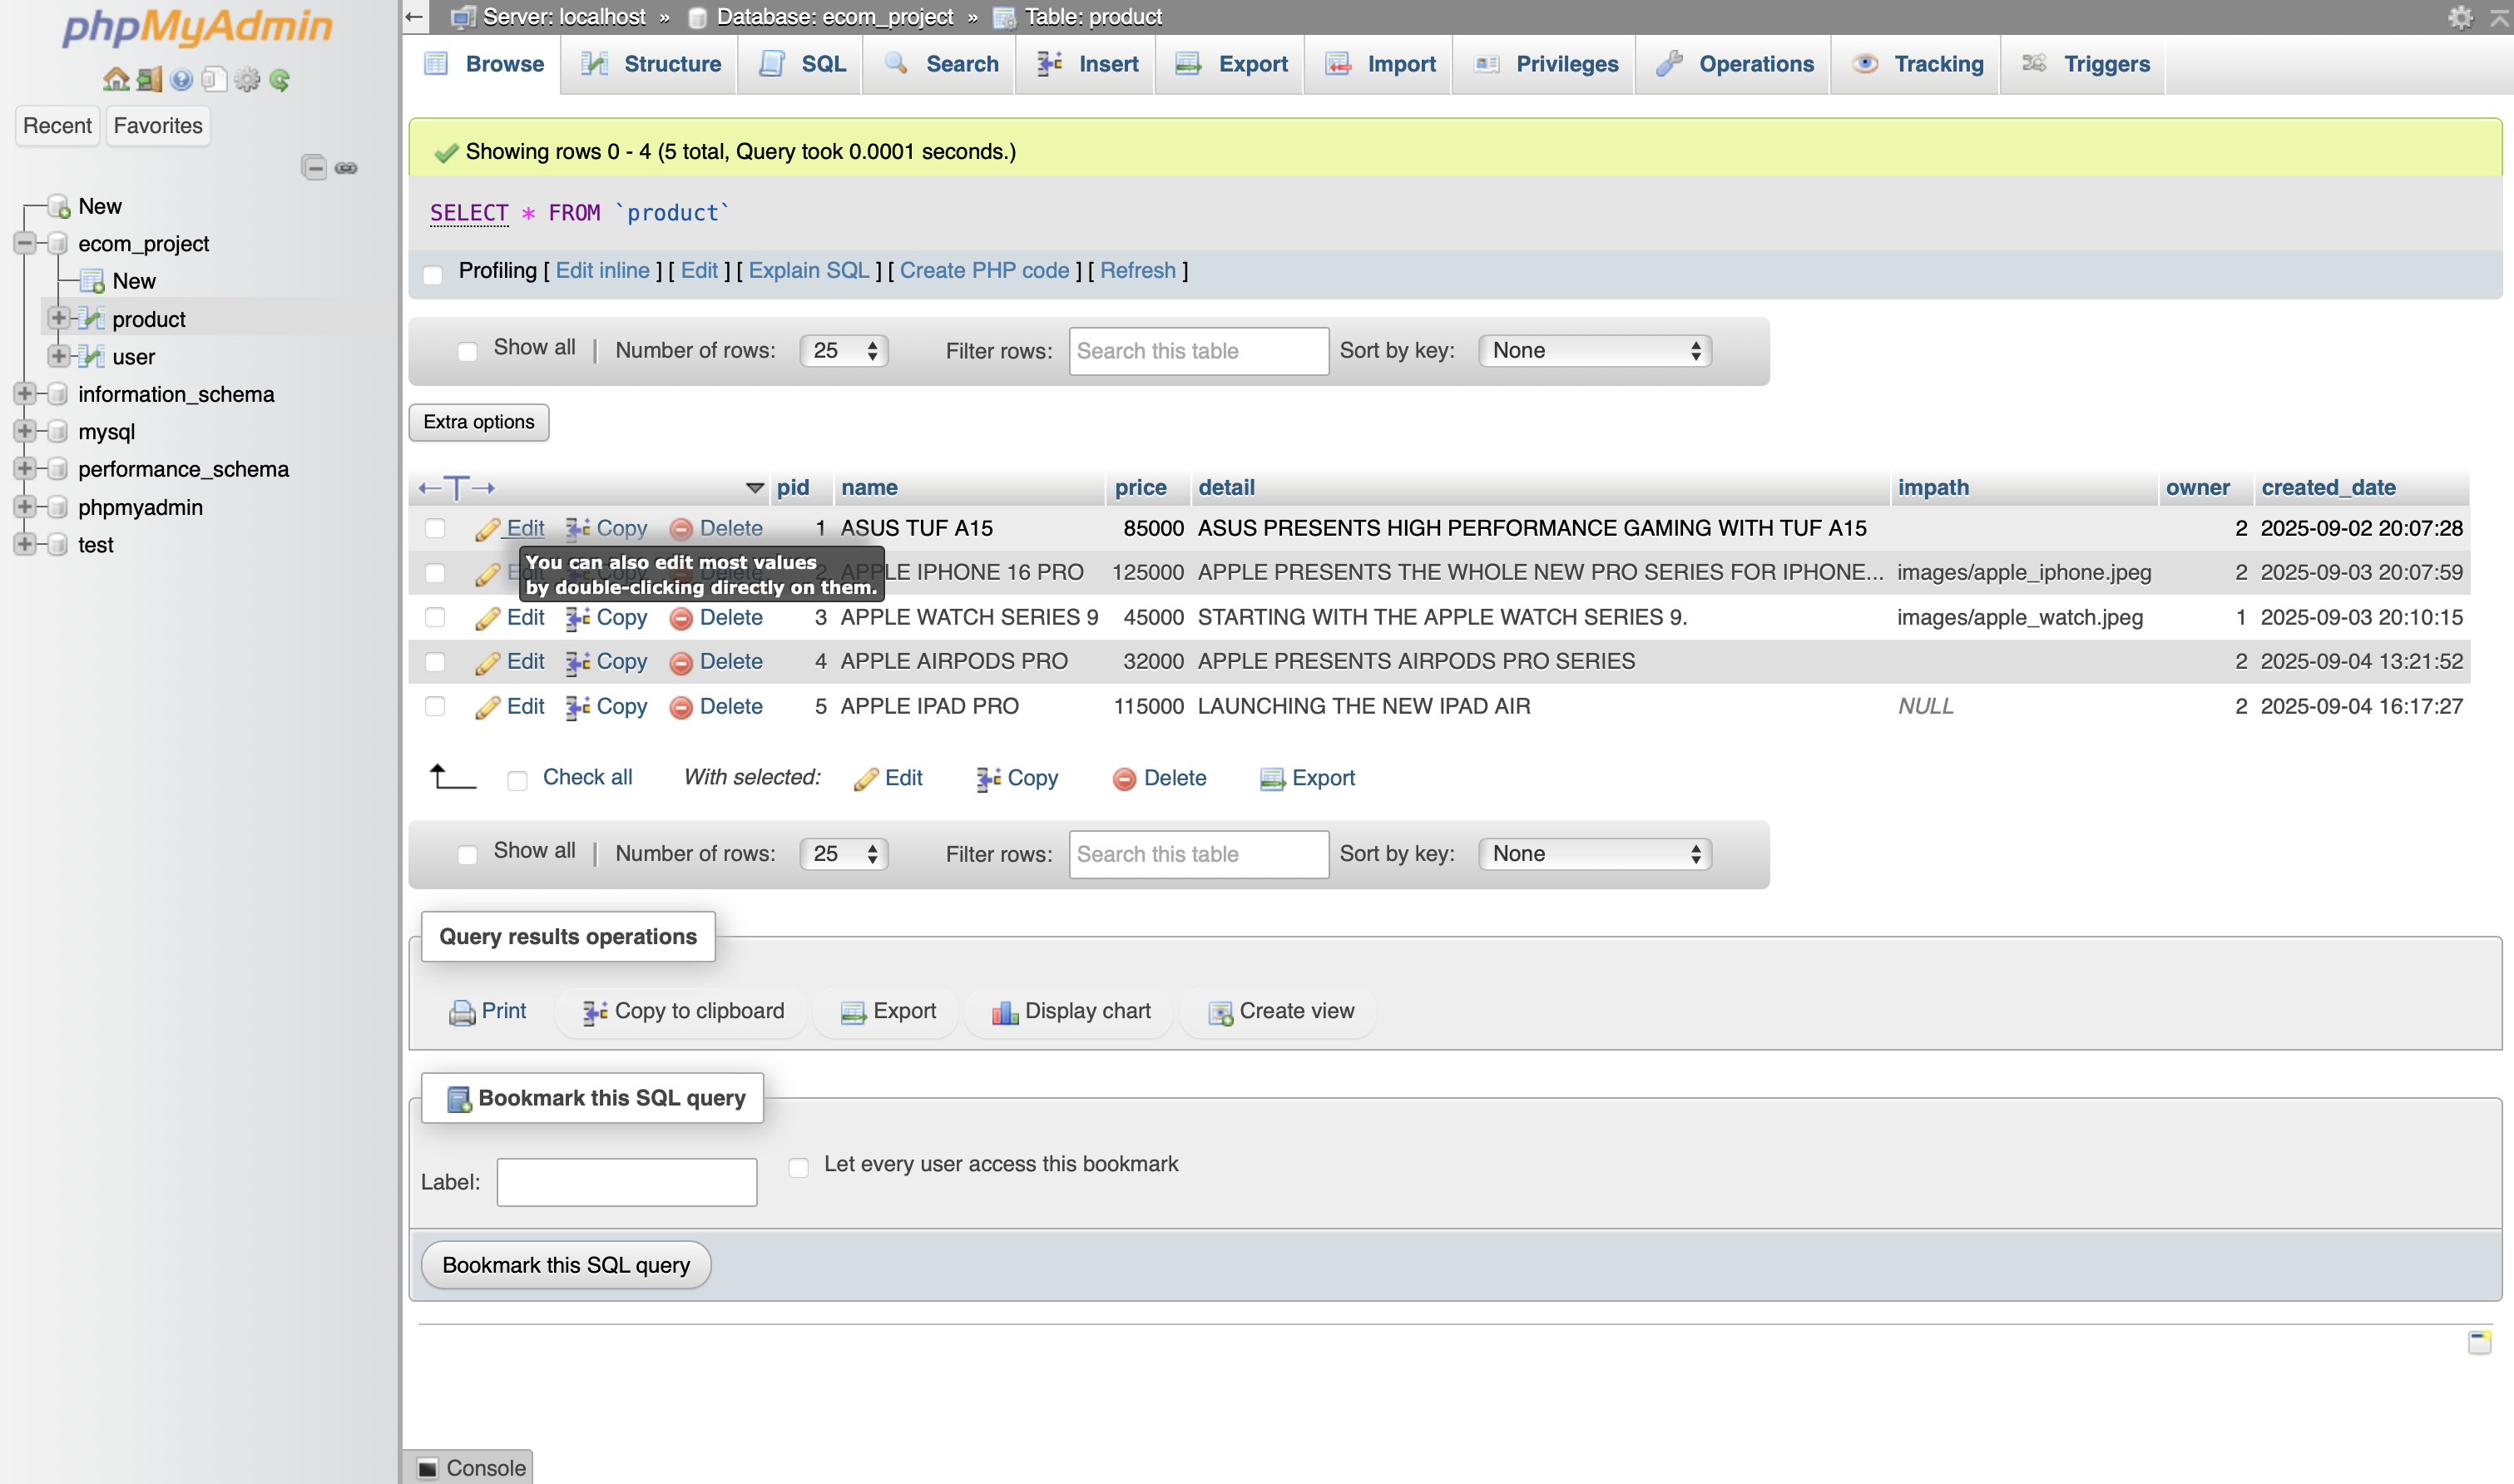 phpMyAdmin
Recent Favorites
New
ecom_project
New
product
user
information_schema
mysql
performance_schema
phpmyadmin
test
Server: localhost » Database: ecom_project » Table: product
Browse Structure SQL Search Insert Export Import Privileges Operations Tracking Triggers
Showing rows 0 - 4 (5 total, Query took 0.0001 seconds.)
SELECT * FROM `product`
Profiling [ Edit inline ] [ Edit ] [ Explain SQL ] [ Create PHP code ] [ Refresh ]
Show all | Number of rows: 25 Filter rows: Search this table Sort by key: None
Extra options
←T→ pid name price detail impath owner created_date
Edit Copy Delete 1 ASUS TUF A15 85000 ASUS PRESENTS HIGH PERFORMANCE GAMING WITH TUF A15 2 2025-09-02 20:07:28
You can also edit most values
by double-clicking directly on them.
Edit Copy Delete 2 APPLE IPHONE 16 PRO 125000 APPLE PRESENTS THE WHOLE NEW PRO SERIES FOR IPHONE... images/apple_iphone.jpeg 2 2025-09-03 20:07:59
Edit Copy Delete 3 APPLE WATCH SERIES 9 45000 STARTING WITH THE APPLE WATCH SERIES 9. images/apple_watch.jpeg 1 2025-09-03 20:10:15
Edit Copy Delete 4 APPLE AIRPODS PRO 32000 APPLE PRESENTS AIRPODS PRO SERIES 2 2025-09-04 13:21:52
Edit Copy Delete 5 APPLE IPAD PRO 115000 LAUNCHING THE NEW IPAD AIR NULL 2 2025-09-04 16:17:27
Check all With selected: Edit Copy Delete Export
Show all | Number of rows: 25 Filter rows: Search this table Sort by key: None
Query results operations
Print Copy to clipboard Export Display chart Create view
Bookmark this SQL query
Label: Let every user access this bookmark
Bookmark this SQL query
Console